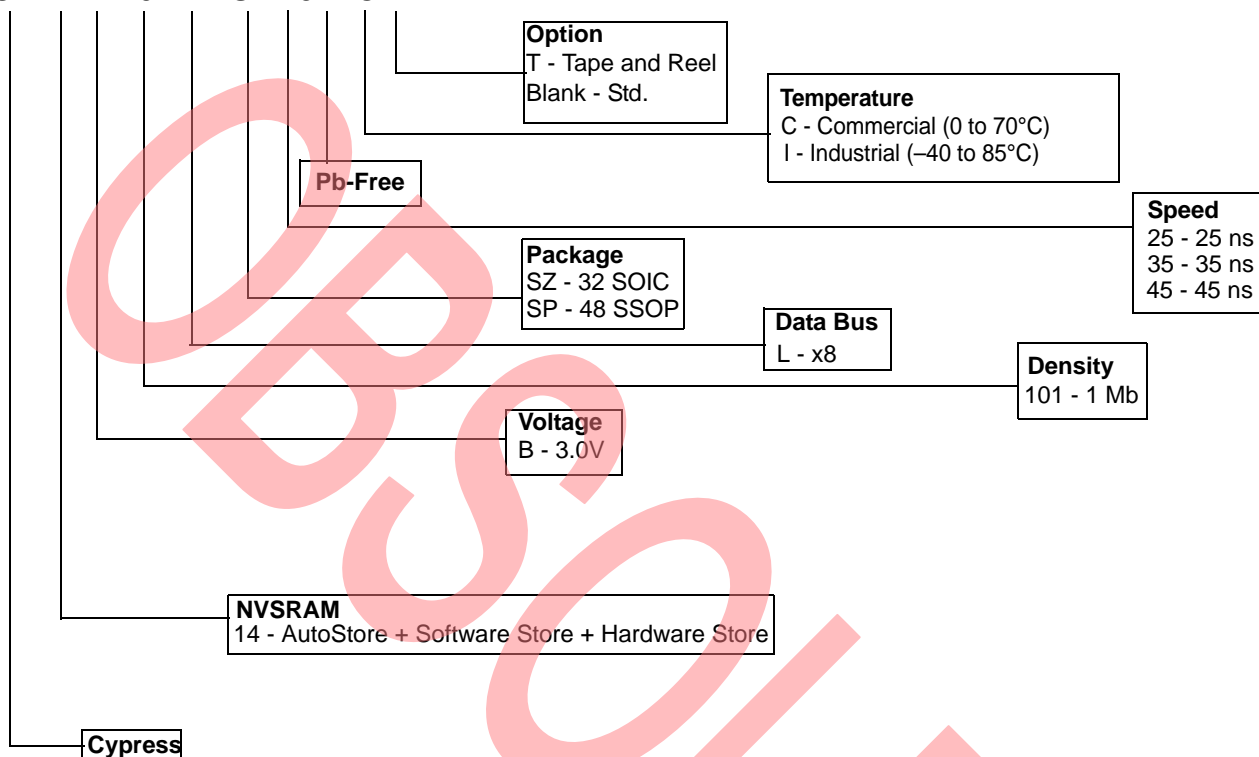 Option
T - Tape and Reel
Blank - Std.
Temperature
C - Commercial (0 to 70°C)
I - Industrial (–40 to 85°C)
Pb-Free
Speed
25 - 25 ns
35 - 35 ns
45 - 45 ns
Package
SZ - 32 SOIC
SP - 48 SSOP
Data Bus
L - x8
Density
101 - 1 Mb
Voltage
B - 3.0V
NVSRAM
14 - AutoStore + Software Store + Hardware Store
Cypress